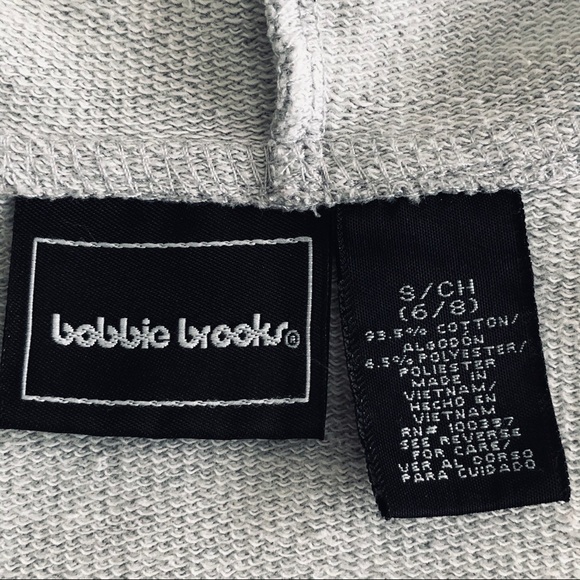 bobbie brooks®
S/CH
(6/8)
93.5% COTTON/
ALGODÓN
6.5% POLYESTER/
POLIESTER
MADE IN
VIETNAM/
HECHO EN
VIETNAM
RN# 100337
SEE REVERSE
FOR CARE/
VER AL DORSO
PARA CUIDADO